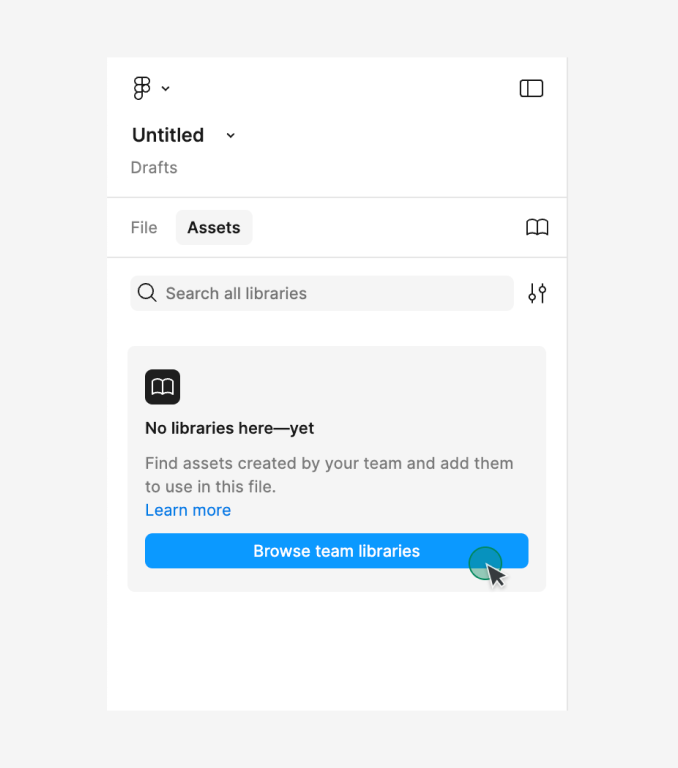 Untitled
Drafts
File
Assets
Search all libraries
No libraries here—yet
Find assets created by your team and add them
to use in this file.
Learn more
Browse team libraries